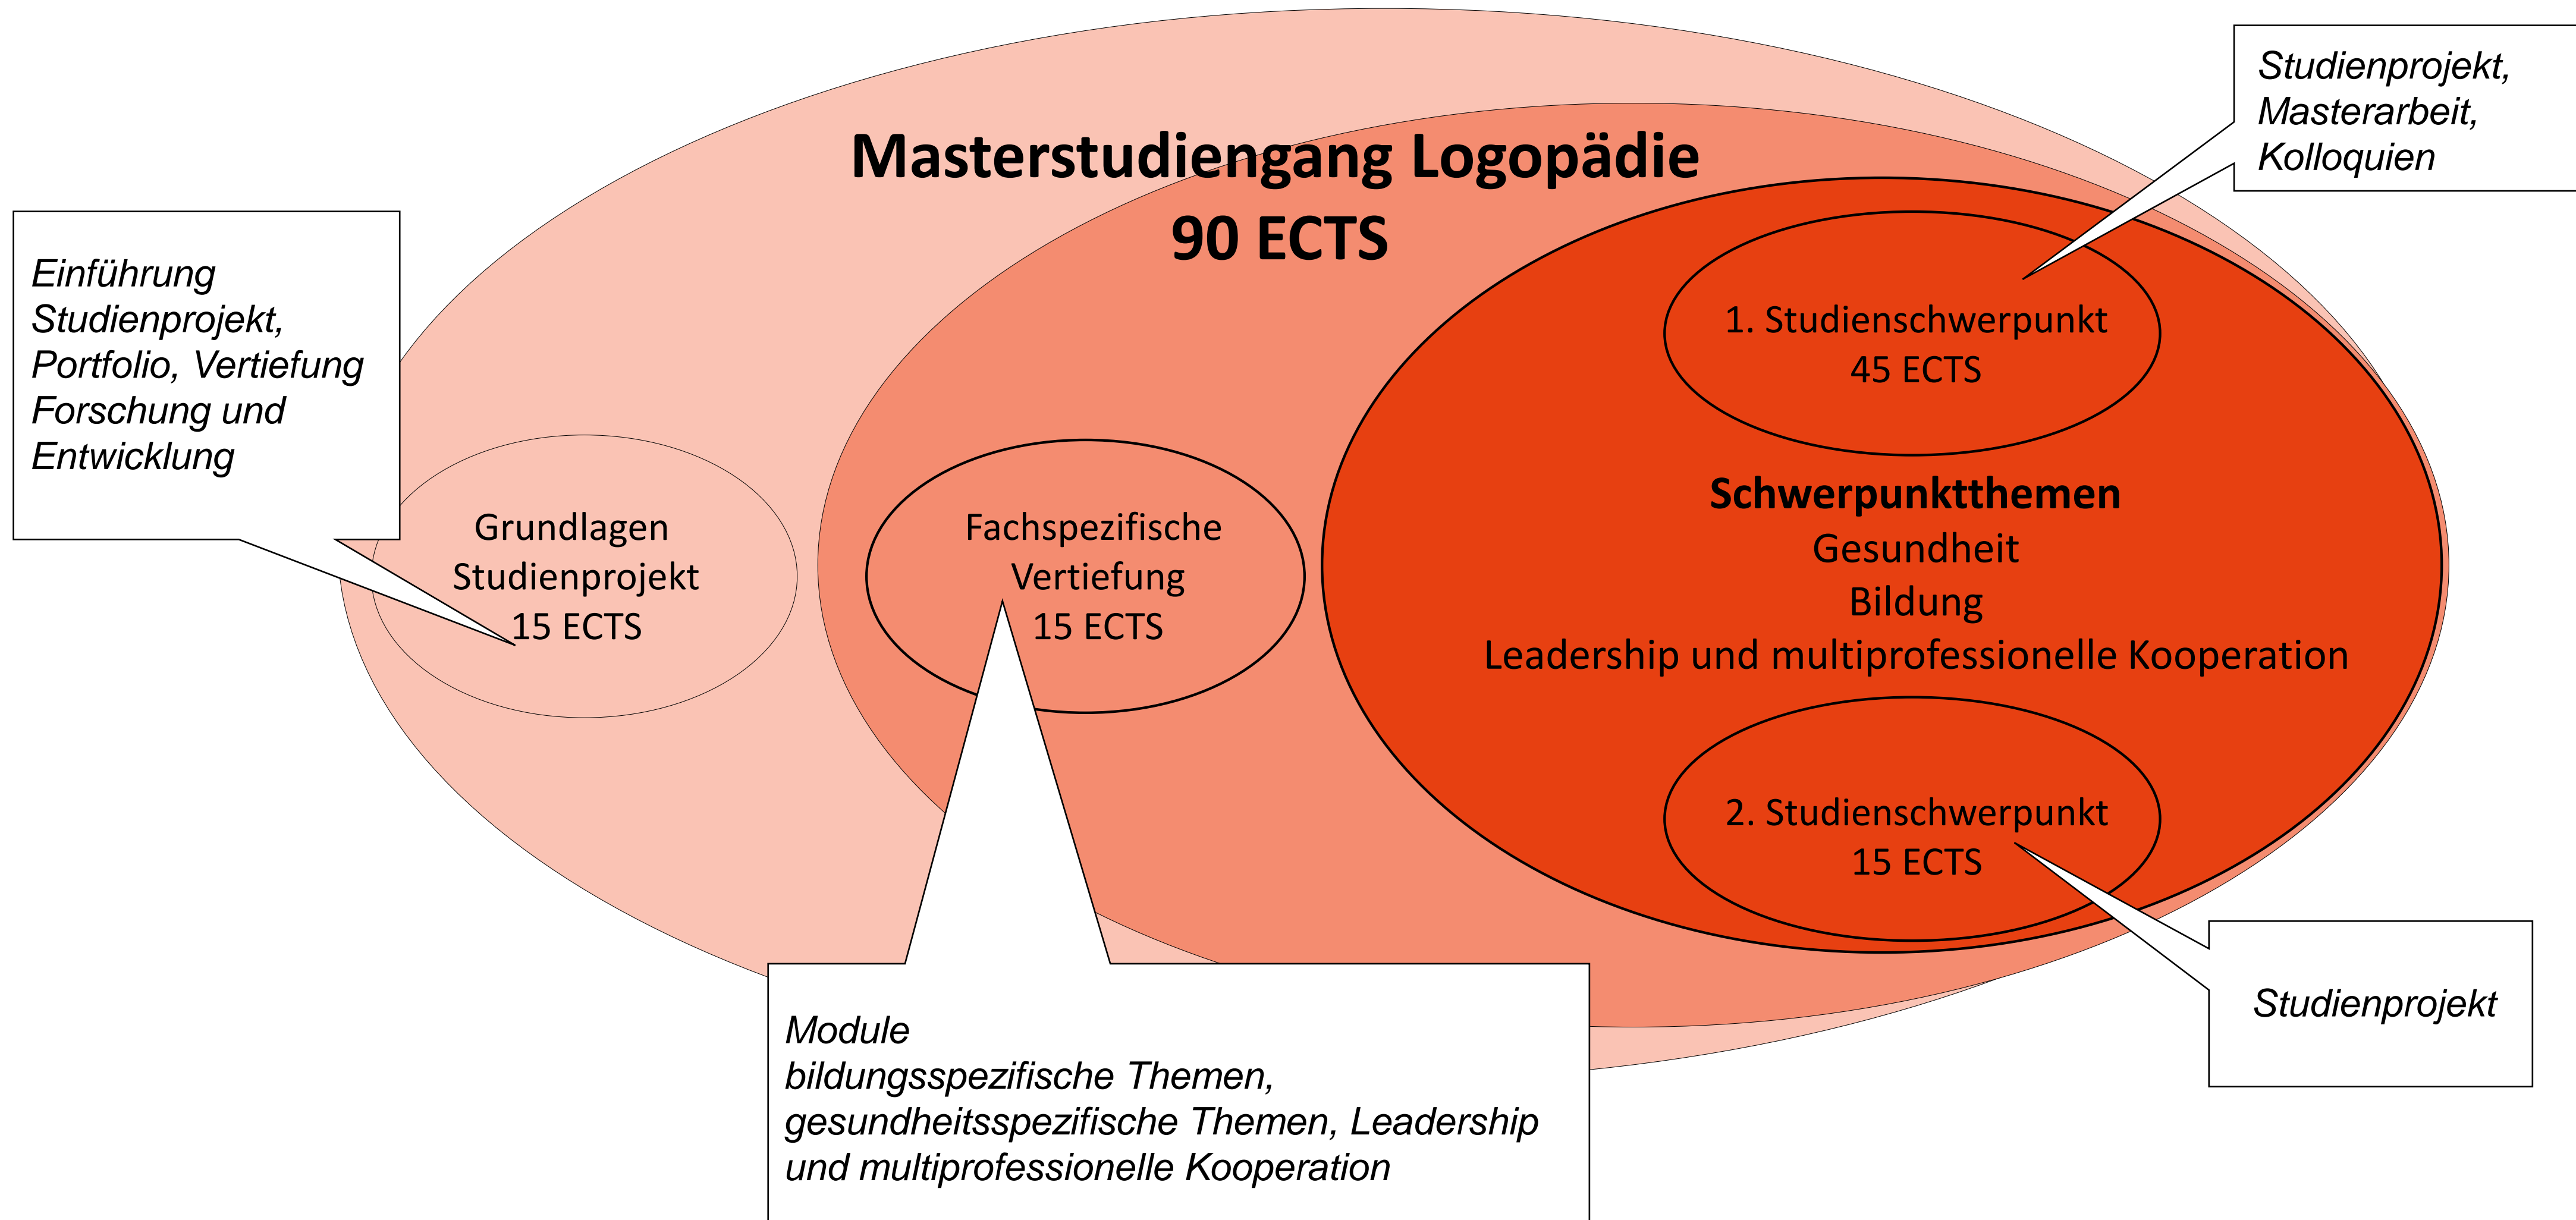 Masterstudiengang Logopädie
90 ECTS
Einführung
Studienprojekt,
Portfolio, Vertiefung
Forschung und
Entwicklung
Grundlagen
Studienprojekt
15 ECTS
Fachspezifische
Vertiefung
15 ECTS
Module
bildungsspezifische Themen,
gesundheitsspezifische Themen, Leadership
und multiprofessionelle Kooperation
Studienprojekt,
Masterarbeit,
Kolloquien
1. Studienschwerpunkt
45 ECTS
Schwerpunktthemen
Gesundheit
Bildung
Leadership und multiprofessionelle Kooperation
2. Studienschwerpunkt
15 ECTS
Studienprojekt